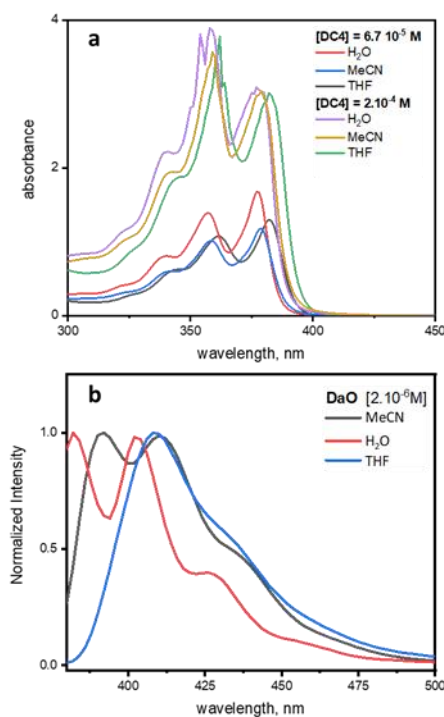 a
[DC4] = 6.7 10⁻⁵ M
H₂O
MeCN
THF
[DC4] = 2.10⁻⁴ M
H₂O
MeCN
THF
absorbance
4
2
0
300 350 400 450
wavelength, nm
b
DaO [2.10⁻⁶M]
MeCN
H₂O
THF
Normalized Intensity
1.0
0.5
0.0
400 425 450 475 500
wavelength, nm